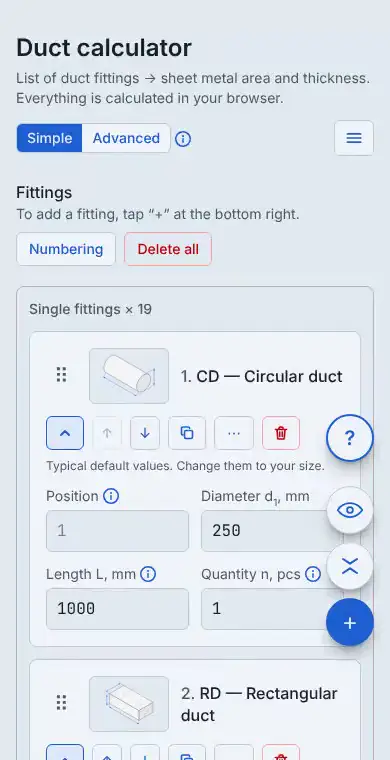 Duct calculator
List of duct fittings → sheet metal area and thickness.
Everything is calculated in your browser.
Simple Advanced
Fittings
To add a fitting, tap “+” at the bottom right.
Numbering Delete all
Single fittings × 19
1. CD — Circular duct
?
Typical default values. Change them to your size.
Position Diameter d₁, mm
1 250
Length L, mm Quantity n, pcs
1000 1
+
2. RD — Rectangular
duct